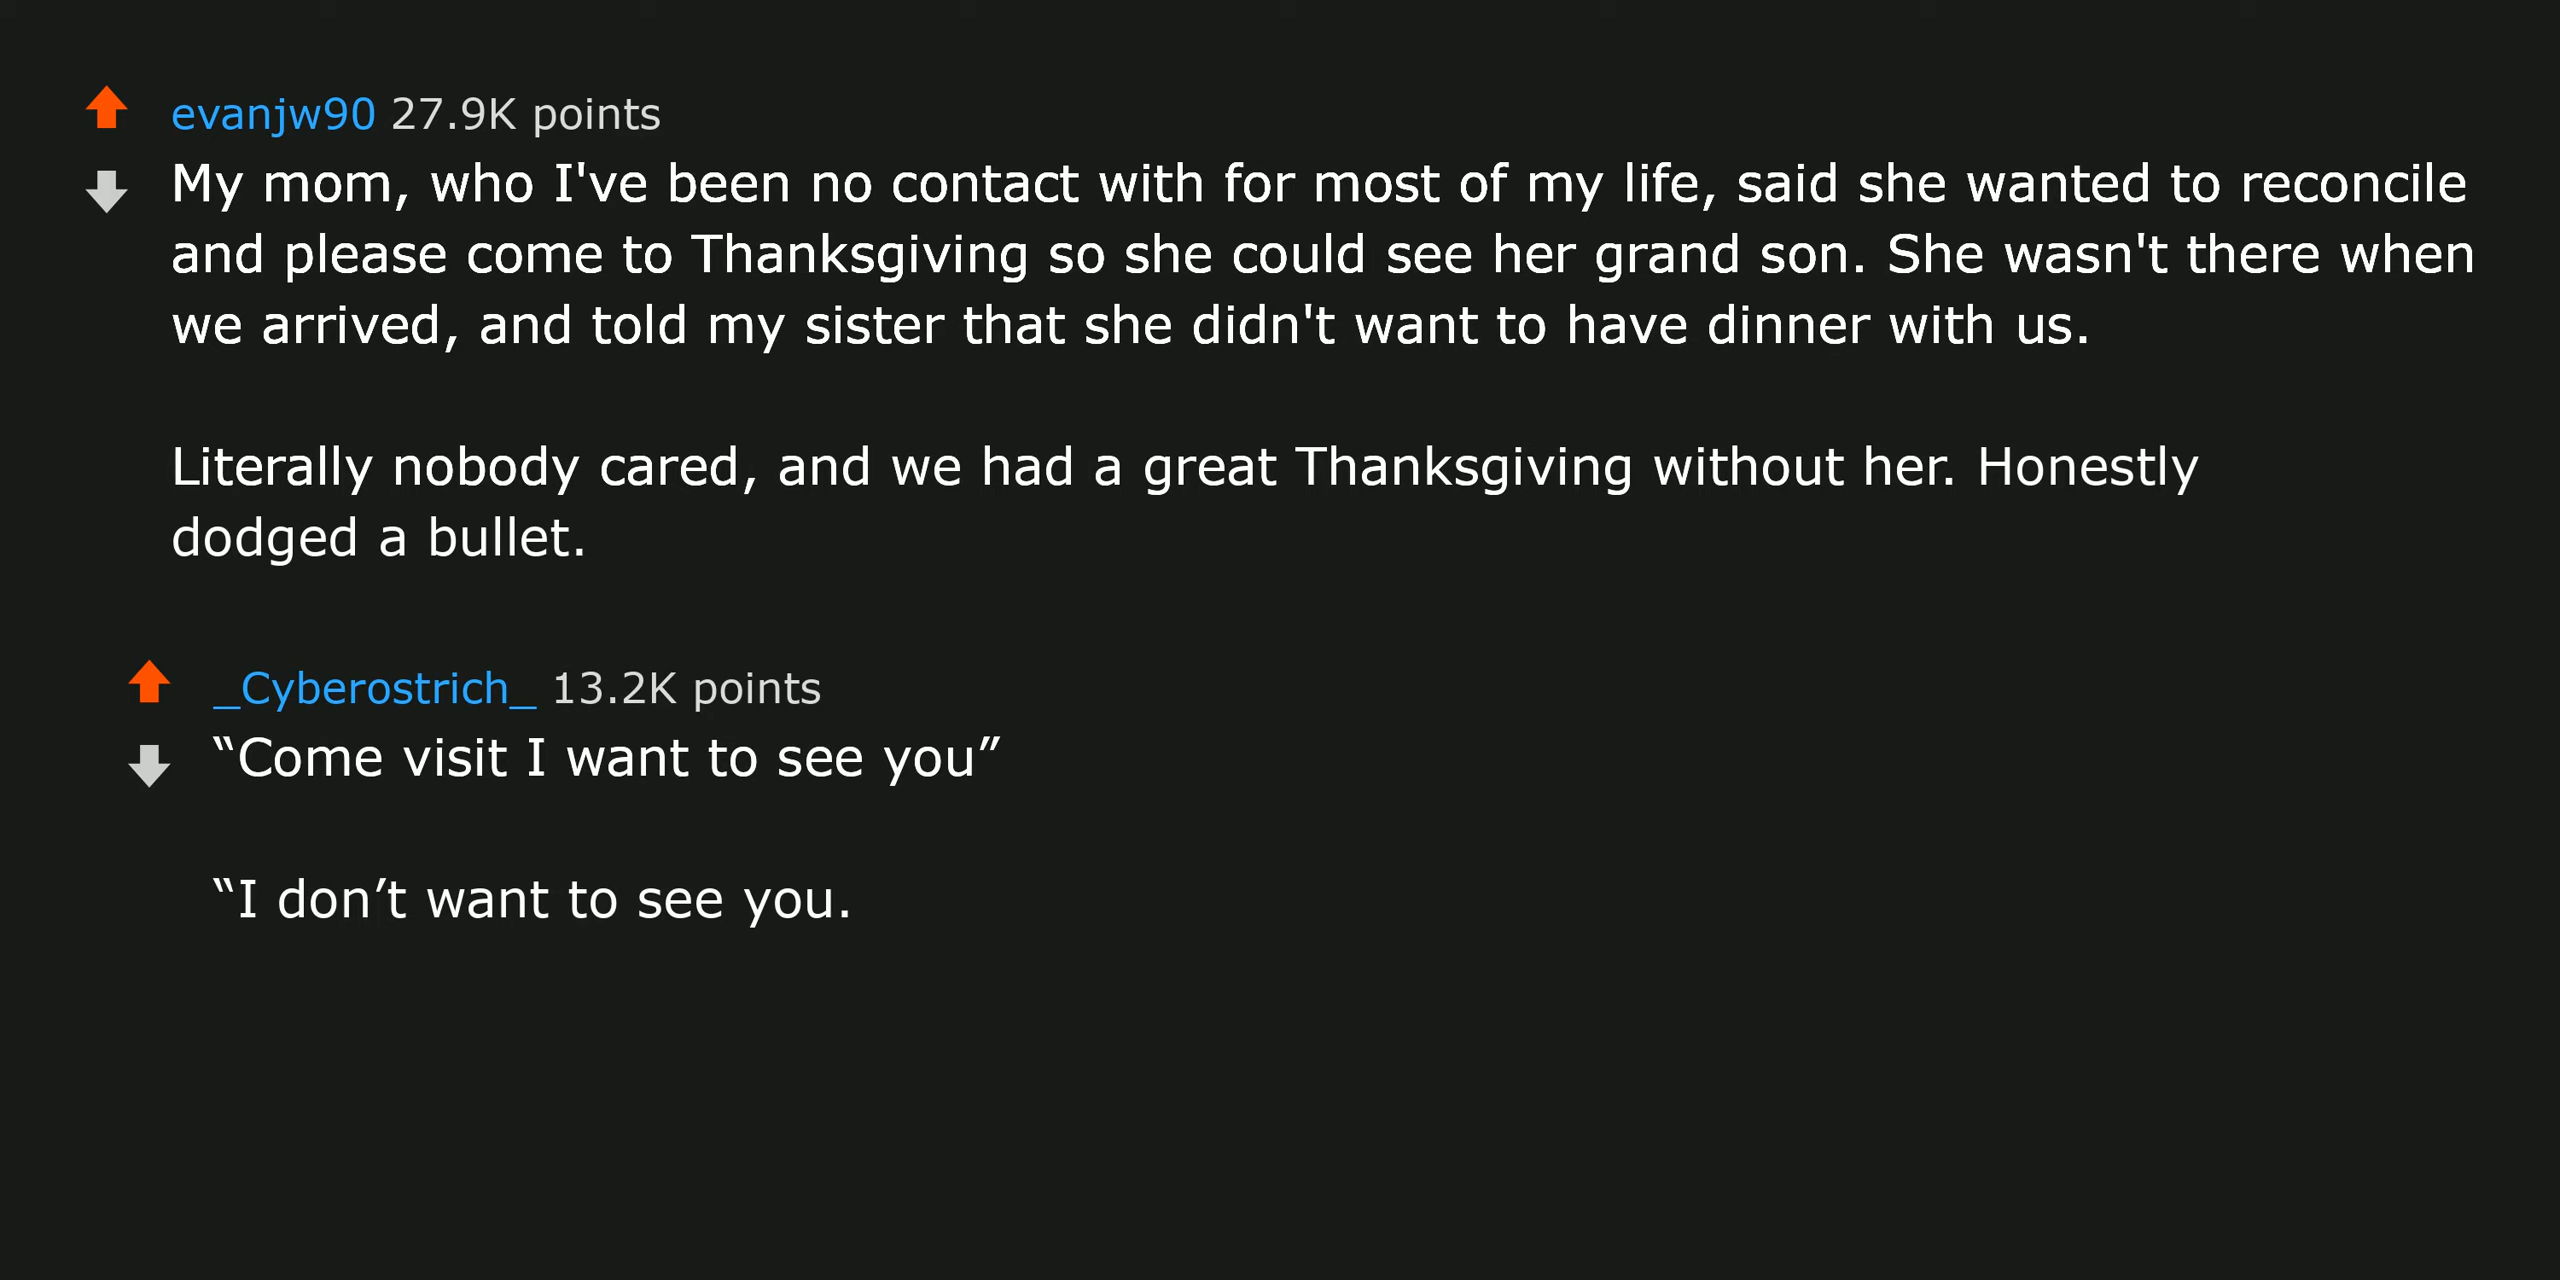 evanjw90 27.9K points
My mom, who I've been no contact with for most of my life, said she wanted to reconcile
and please come to Thanksgiving so she could see her grand son. She wasn't there when
we arrived, and told my sister that she didn't want to have dinner with us.
Literally nobody cared, and we had a great Thanksgiving without her. Honestly
dodged a bullet.
_Cyberostrich_ 13.2K points
“Come visit I want to see you”
“I don’t want to see you.